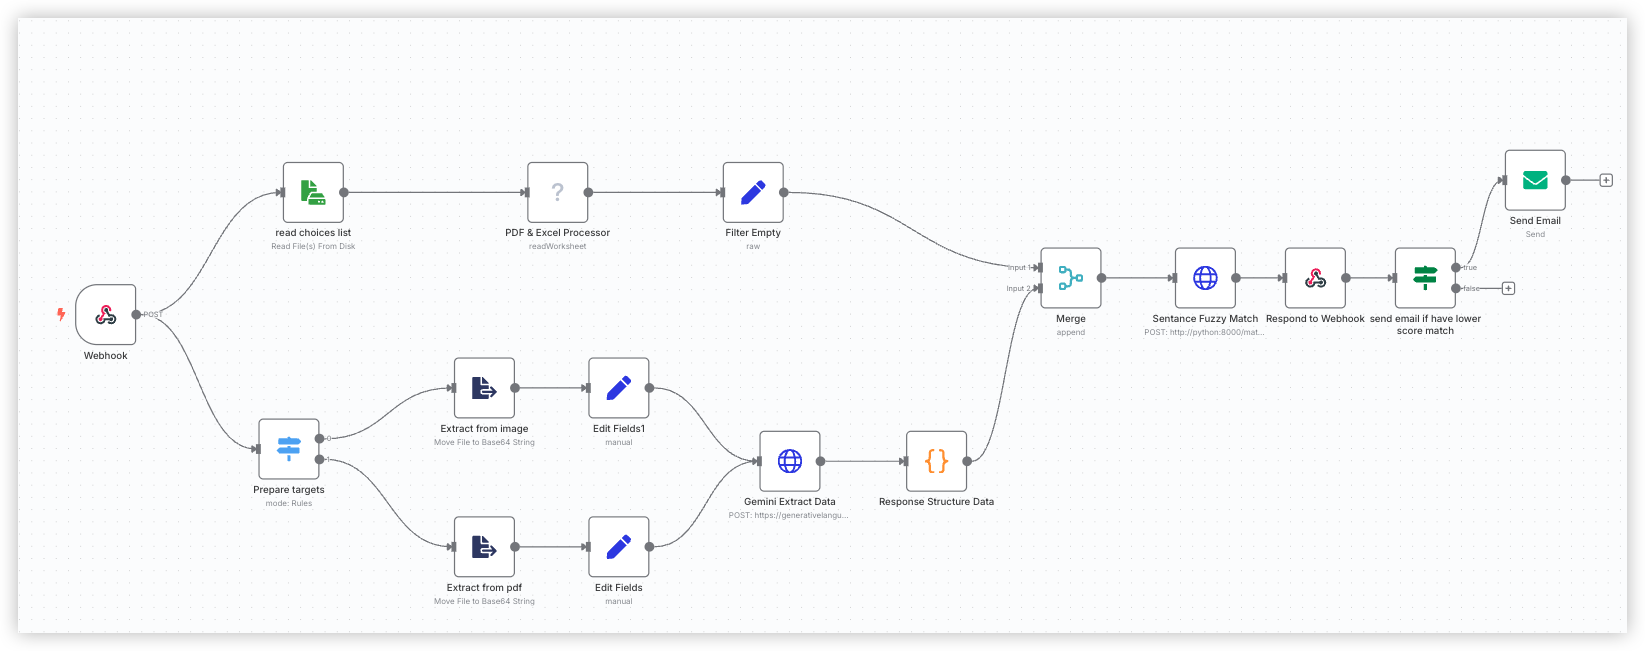 Send Email
Send
read choices list
Read File(s) From Disk
?
PDF & Excel Processor
readWorksheet
Filter Empty
raw
POST
Webhook
Input 1
Input 2
Merge
append
Sentance Fuzzy Match
POST: http://python:8000/mat...
Respond to Webhook
true
false
send email if have lower
score match
0
1
Prepare targets
mode: Rules
Extract from image
Move File to Base64 String
Edit Fields1
manual
Extract from pdf
Move File to Base64 String
Edit Fields
manual
Gemini Extract Data
POST: https://generativelangu...
{}
Response Structure Data